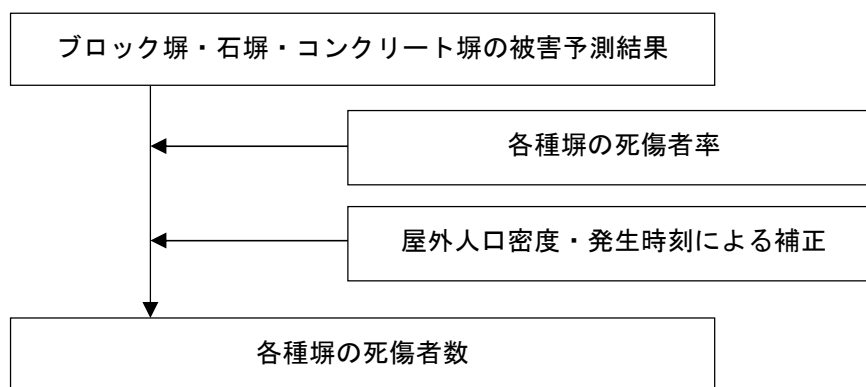 ブロック塀・石塀・コンクリート塀の被害予測結果
各種塀の死傷者率
屋外人口密度・発生時刻による補正
各種塀の死傷者数